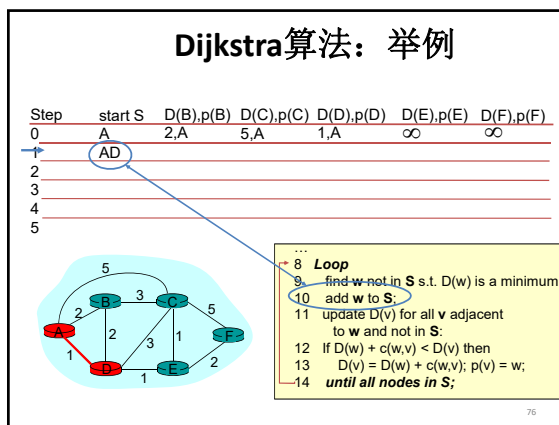 Dijkstra算法：举例
Step start S D(B),p(B) D(C),p(C) D(D),p(D) D(E),p(E) D(F),p(F)
0 A 2,A 5,A 1,A ∞ ∞
1 AD
2
3
4
5
5
B 3 C 5
2
A 2 3 1 F
1 2
D 1 E
…
8 Loop
9 find w not in S s.t. D(w) is a minimum
10 add w to S;
11 update D(v) for all v adjacent
to w and not in S:
12 If D(w) + c(w,v) < D(v) then
13 D(v) = D(w) + c(w,v); p(v) = w;
14 until all nodes in S;
76